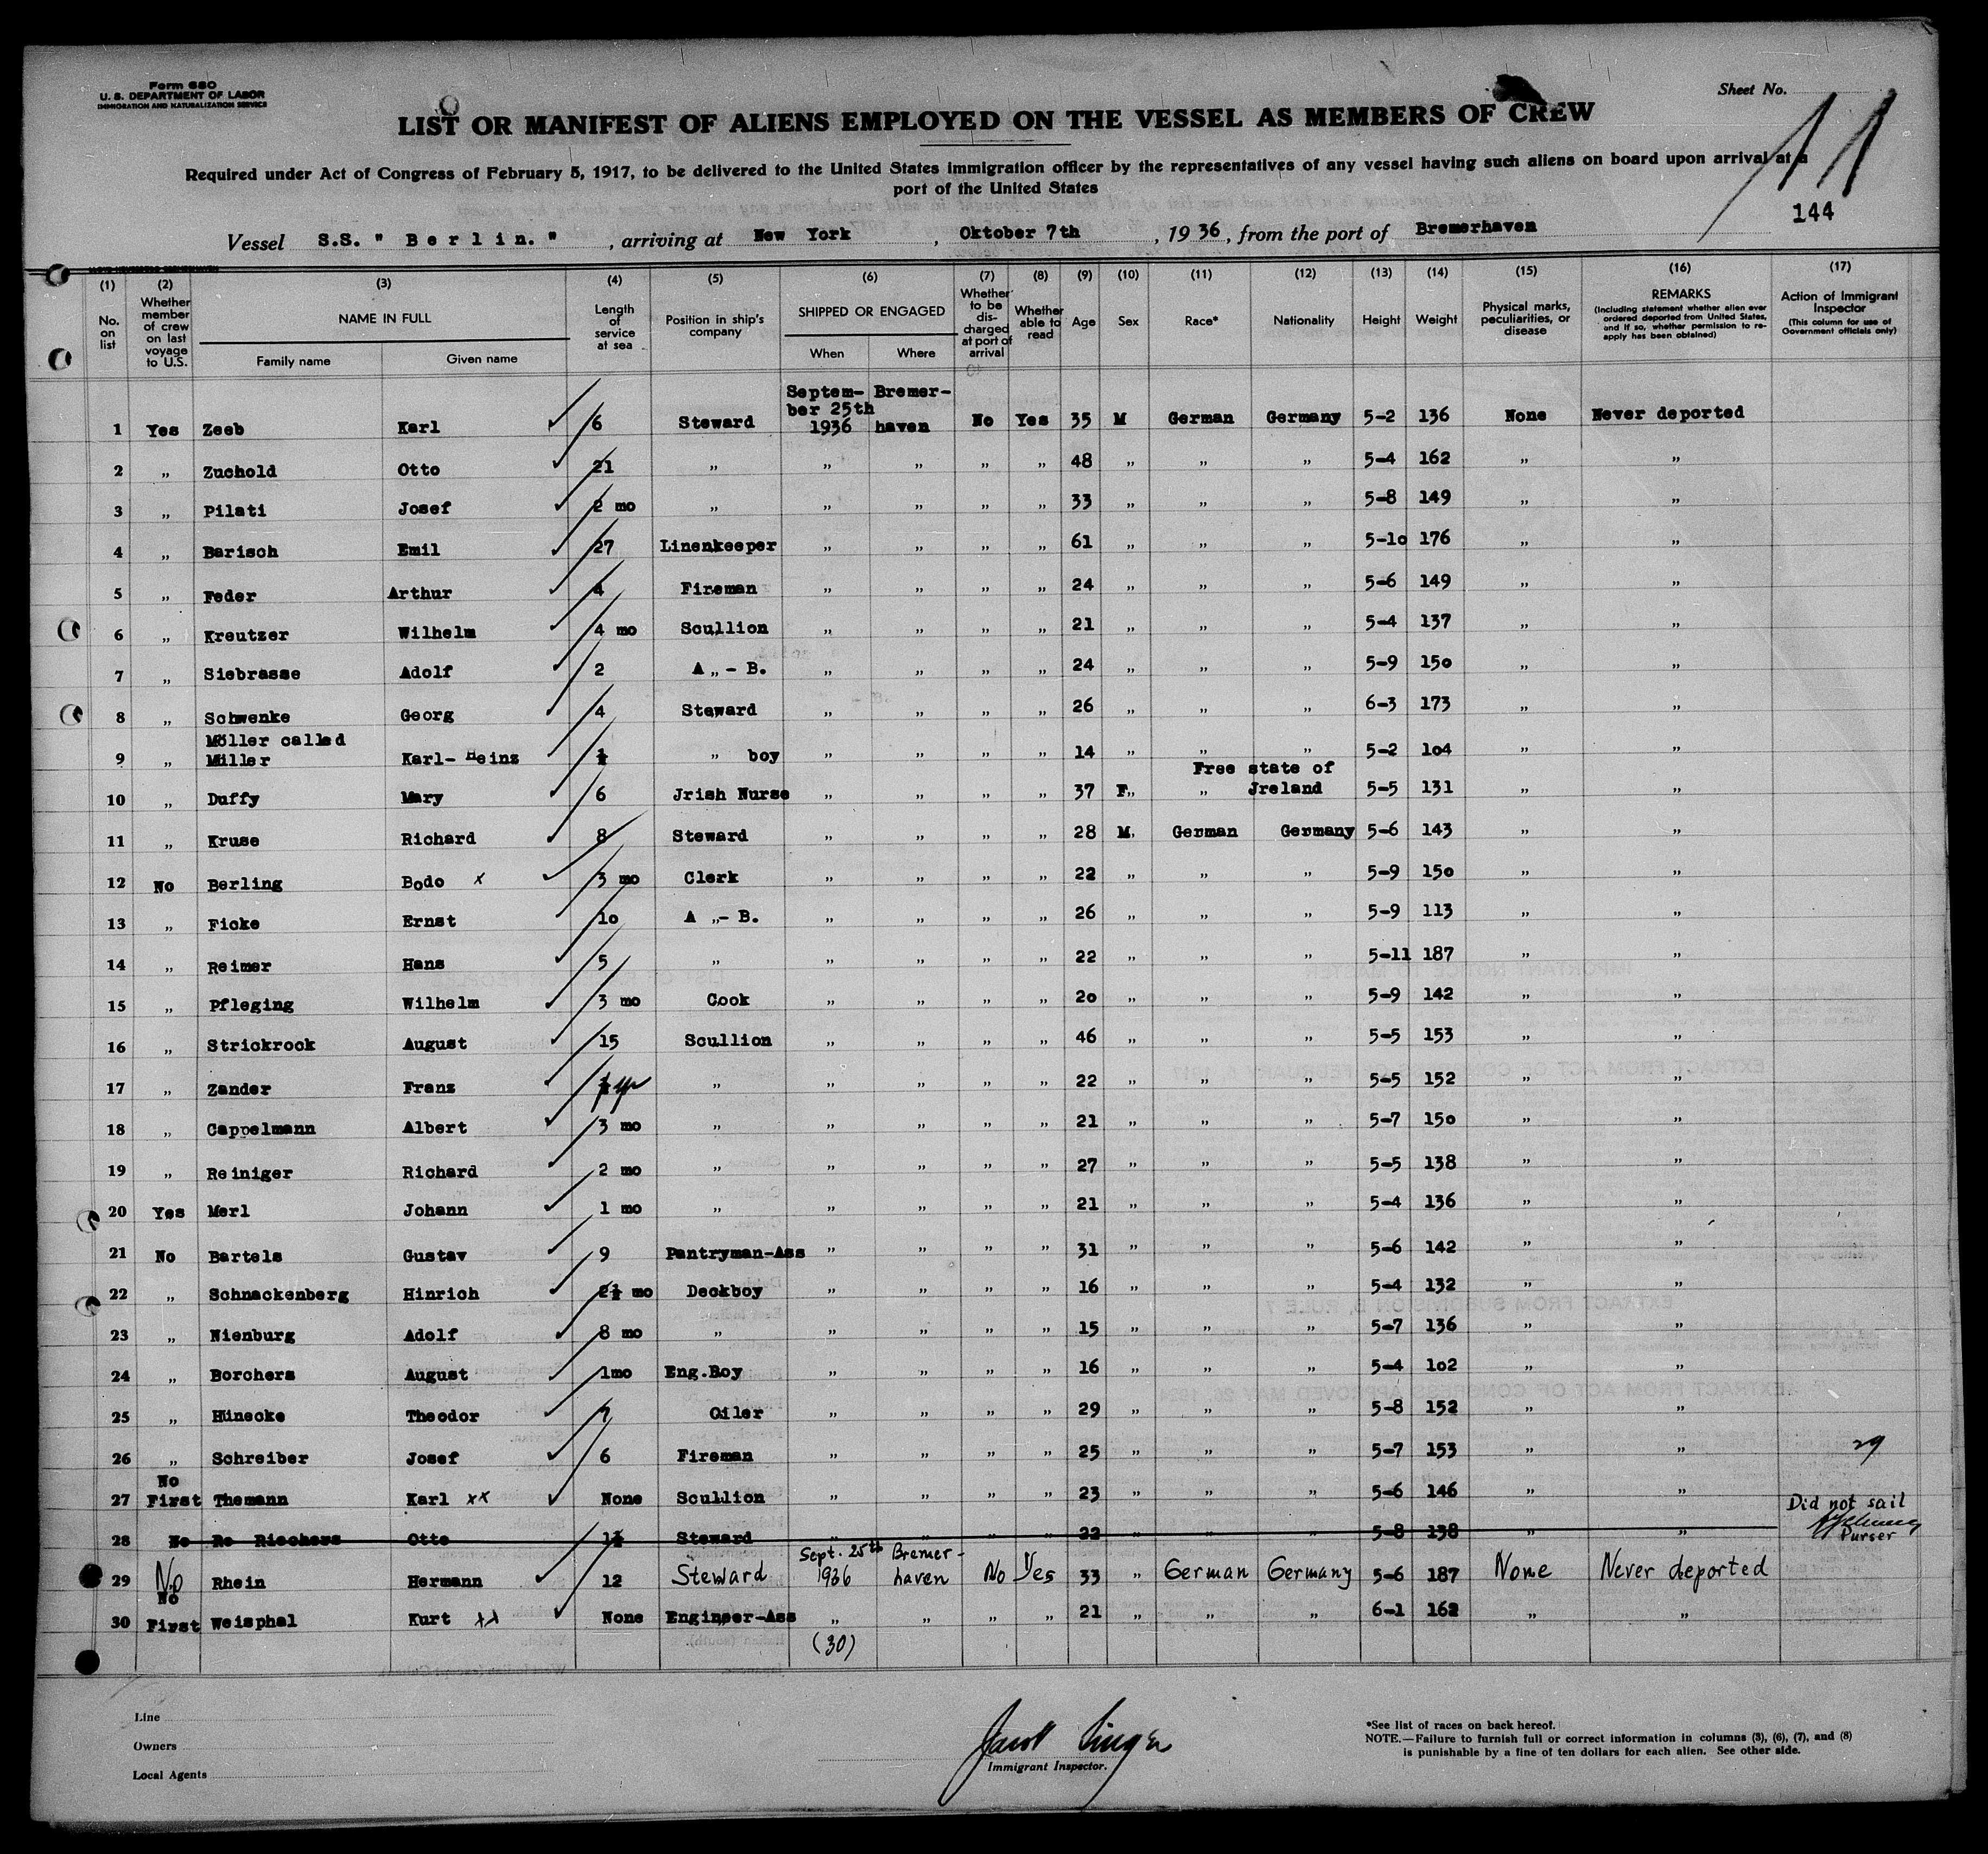 Form 680
U. S. DEPARTMENT OF LABOR
IMMIGRATION AND NATURALIZATION SERVICE
Sheet No.
LIST OR MANIFEST OF ALIENS EMPLOYED ON THE VESSEL AS MEMBERS OF CREW
11
Required under Act of Congress of February 5, 1917, to be delivered to the United States immigration officer by the representatives of any vessel having such aliens on board upon arrival at a
port of the United States
144
Vessel S.S. " B e r l i n. " , arriving at New York , Oktober 7th , 19 36 , from the port of Bremerhaven
(1) (2) (3) (4) (5) (6) (7) (8) (9) (10) (11) (12) (13) (14) (15) (16) (17)
No. on list Whether member of crew on last voyage to U.S. NAME IN FULL Family name Given name Length of service at sea Position in ship's company SHIPPED OR ENGAGED When Where Whether to be dis-charged at port of arrival Whether able to read Age Sex Race* Nationality Height Weight Physical marks, peculiarities, or disease REMARKS (Including statement whether alien ever ordered deported from United States, and if so, whether permission to re-apply has been obtained) Action of Immigrant Inspector (This column for use of Government officials only)
1 Yes Zeeb Karl 6 Steward Septem-ber 25th 1936 Bremer-haven No Yes 35 M German Germany 5-2 136 None Never deported
2 „ Zuchold Otto 21 „ „ „ „ „ 48 „ „ „ 5-4 162 „ „
3 „ Pilati Josef 2 mo „ „ „ „ „ 33 „ „ „ 5-8 149 „ „
4 „ Barisch Emil 27 Linenkeeper „ „ „ „ 61 „ „ „ 5-10 176 „ „
5 „ Feder Arthur 4 Fireman „ „ „ „ 24 „ „ „ 5-6 149 „ „
6 „ Kreutzer Wilhelm 4 mo Scullion „ „ „ „ 21 „ „ „ 5-4 137 „ „
7 „ Siebrasse Adolf 2 A „ - B. „ „ „ „ 24 „ „ „ 5-9 150 „ „
8 „ Schwenke Georg 4 Steward „ „ „ „ 26 „ „ „ 6-3 173 „ „
9 „ Möller called Müller Karl-Heinz „ boy „ „ „ „ 14 „ „ „ 5-2 104 „ „
10 „ Duffy Mary 6 Jrish Nurse „ „ „ „ 37 F„ „ Free state of Jreland 5-5 131 „ „
11 „ Kruse Richard 8 Steward „ „ „ „ 28 M. German Germany 5-6 143 „ „
12 No Berling Bodo x 3 mo Clerk „ „ „ „ 22 „ „ „ 5-9 150 „ „
13 „ Ficke Ernst 10 A „- B. „ „ „ „ 26 „ „ „ 5-9 113 „ „
14 „ Reimer Hans 5 „ „ „ „ „ 22 „ „ „ 5-11 187 „ „
15 „ Pfleging Wilhelm 3 mo Cook „ „ „ „ 20 „ „ „ 5-9 142 „ „
16 „ Strickrock August 15 Scullion „ „ „ „ 46 „ „ „ 5-5 153 „ „
17 „ Zander Franz „ „ „ „ „ 22 „ „ „ 5-5 152 „ „
18 „ Cappelmann Albert 3 mo „ „ „ „ „ 21 „ „ „ 5-7 150 „ „
19 „ Reiniger Richard 2 mo „ „ „ „ „ 27 „ „ „ 5-5 138 „ „
20 Yes Merl Johann 1 mo „ „ „ „ „ 21 „ „ „ 5-4 136 „ „
21 No Bartels Gustav 9 Pantryman-Ass „ „ „ „ 31 „ „ „ 5-6 142 „ „
22 „ Schnackenberg Hinrich 2½ mo Deckboy „ „ „ „ 16 „ „ „ 5-4 132 „ „
23 „ Nienburg Adolf 8 mo „ „ „ „ „ 15 „ „ „ 5-7 136 „ „
24 „ Borchers August 1mo Eng.Boy „ „ „ „ 16 „ „ „ 5-4 102 „ „
25 „ Hünecke Theodor 7 Oiler „ „ „ „ 29 „ „ „ 5-8 152 „ „
26 „ Schreiber Josef 6 Fireman „ „ „ „ 25 „ „ „ 5-7 153 „ „ 29
27 No First Themann Karl xx None Scullion „ „ „ „ 23 „ „ „ 5-6 146 „ „
28 No Re Riechers Otto 1½ Steward „ „ „ „ 22 „ „ „ 5-8 138 „ „ Did not sail Purser
29 No Rhein Hermann 12 Steward Sept. 25th 1936 Bremer-haven No Yes 33 „ German Germany 5-6 187 None Never deported
30 No First Weisphal Kurt xx None Engineer-Ass „ „ „ „ 21 „ „ „ 6-1 162 „ „
(30)
Line
Owners
Local Agents
Jacob Singer
Immigrant Inspector.
*See list of races on back hereof.
NOTE.—Failure to furnish full or correct information in columns (3), (6), (7), and (8)
is punishable by a fine of ten dollars for each alien. See other side.